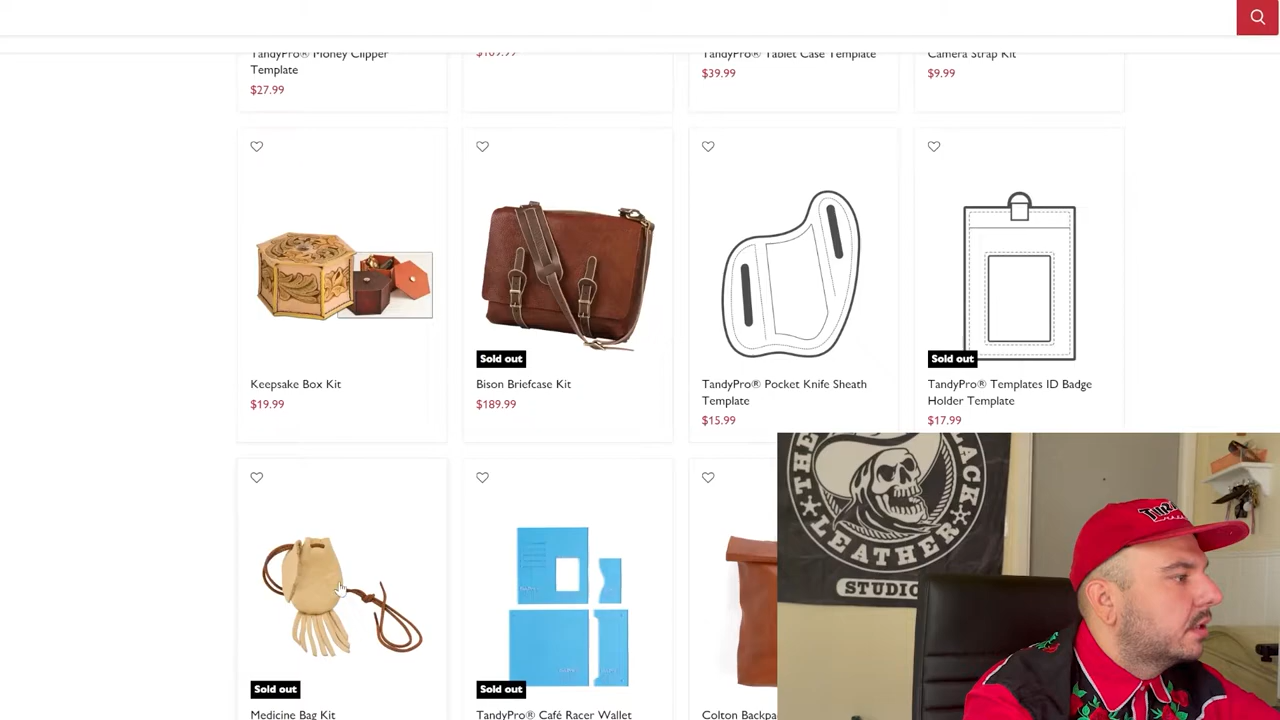 TandyPro® Money Clipper
Template
$27.99
$169.99
TandyPro® Tablet Case Template
$39.99
Camera Strap Kit
$9.99
Keepsake Box Kit
$19.99
Sold out
Bison Briefcase Kit
$189.99
TandyPro® Pocket Knife Sheath
Template
$15.99
Sold out
TandyPro® Templates ID Badge
Holder Template
$17.99
Sold out
Medicine Bag Kit
Sold out
TandyPro® Café Racer Wallet
Colton Backpa
THE
LACK
LEATHER
STUDIO